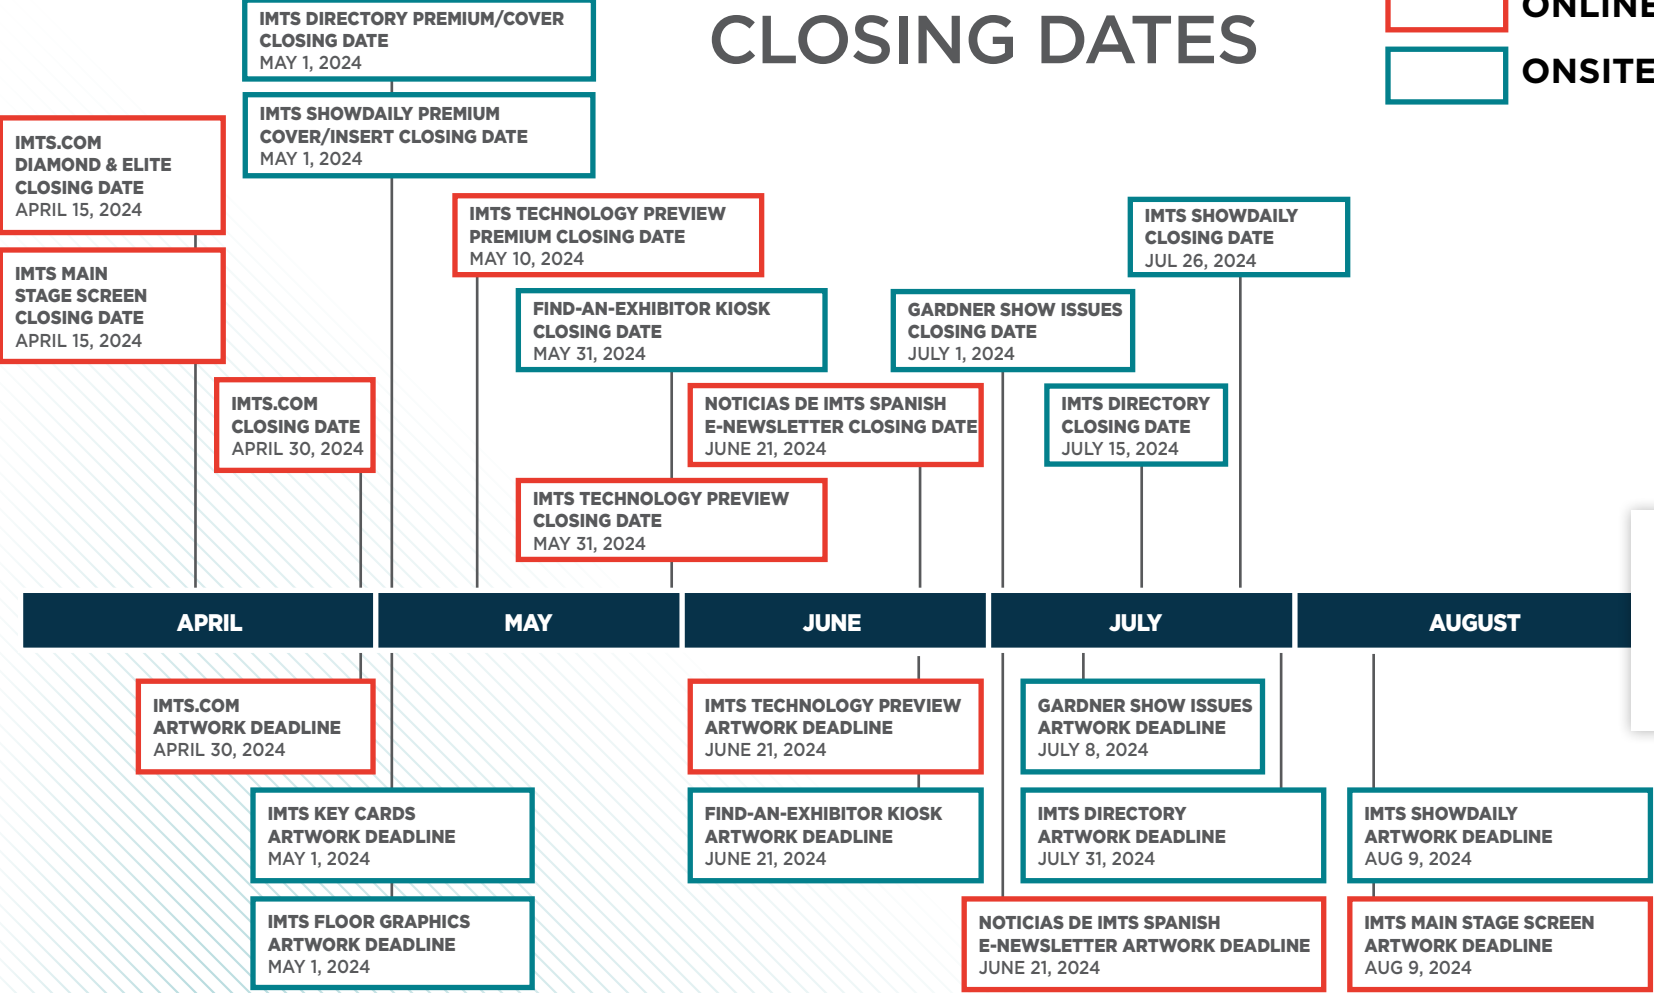 CLOSING DATES
ONLINE
ONSITE
IMTS DIRECTORY PREMIUM/COVER
CLOSING DATE
MAY 1, 2024
IMTS SHOWDAILY PREMIUM
COVER/INSERT CLOSING DATE
MAY 1, 2024
IMTS.COM
DIAMOND & ELITE
CLOSING DATE
APRIL 15, 2024
IMTS MAIN
STAGE SCREEN
CLOSING DATE
APRIL 15, 2024
IMTS.COM
CLOSING DATE
APRIL 30, 2024
IMTS TECHNOLOGY PREVIEW
PREMIUM CLOSING DATE
MAY 10, 2024
FIND-AN-EXHIBITOR KIOSK
CLOSING DATE
MAY 31, 2024
NOTICIAS DE IMTS SPANISH
E-NEWSLETTER CLOSING DATE
JUNE 21, 2024
IMTS TECHNOLOGY PREVIEW
CLOSING DATE
MAY 31, 2024
GARDNER SHOW ISSUES
CLOSING DATE
JULY 1, 2024
IMTS SHOWDAILY
CLOSING DATE
JUL 26, 2024
IMTS DIRECTORY
CLOSING DATE
JULY 15, 2024
APRIL
MAY
JUNE
JULY
AUGUST
IMTS.COM
ARTWORK DEADLINE
APRIL 30, 2024
IMTS KEY CARDS
ARTWORK DEADLINE
MAY 1, 2024
IMTS FLOOR GRAPHICS
ARTWORK DEADLINE
MAY 1, 2024
IMTS TECHNOLOGY PREVIEW
ARTWORK DEADLINE
JUNE 21, 2024
FIND-AN-EXHIBITOR KIOSK
ARTWORK DEADLINE
JUNE 21, 2024
GARDNER SHOW ISSUES
ARTWORK DEADLINE
JULY 8, 2024
IMTS DIRECTORY
ARTWORK DEADLINE
JULY 31, 2024
NOTICIAS DE IMTS SPANISH
E-NEWSLETTER ARTWORK DEADLINE
JUNE 21, 2024
IMTS SHOWDAILY
ARTWORK DEADLINE
AUG 9, 2024
IMTS MAIN STAGE SCREEN
ARTWORK DEADLINE
AUG 9, 2024